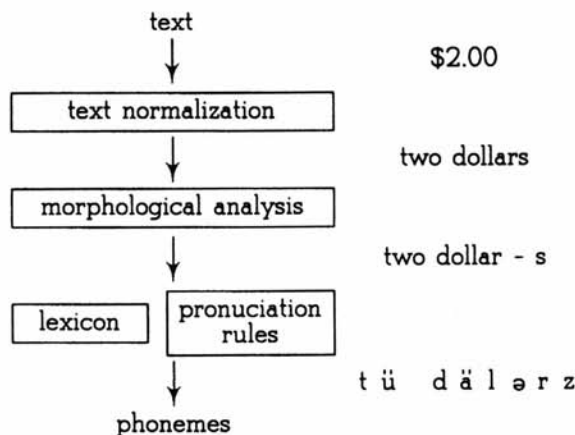 text
$2.00
text normalization
two dollars
morphological analysis
two dollar - s
lexicon
pronuciation
rules
t ü d ä l ə r z
phonemes